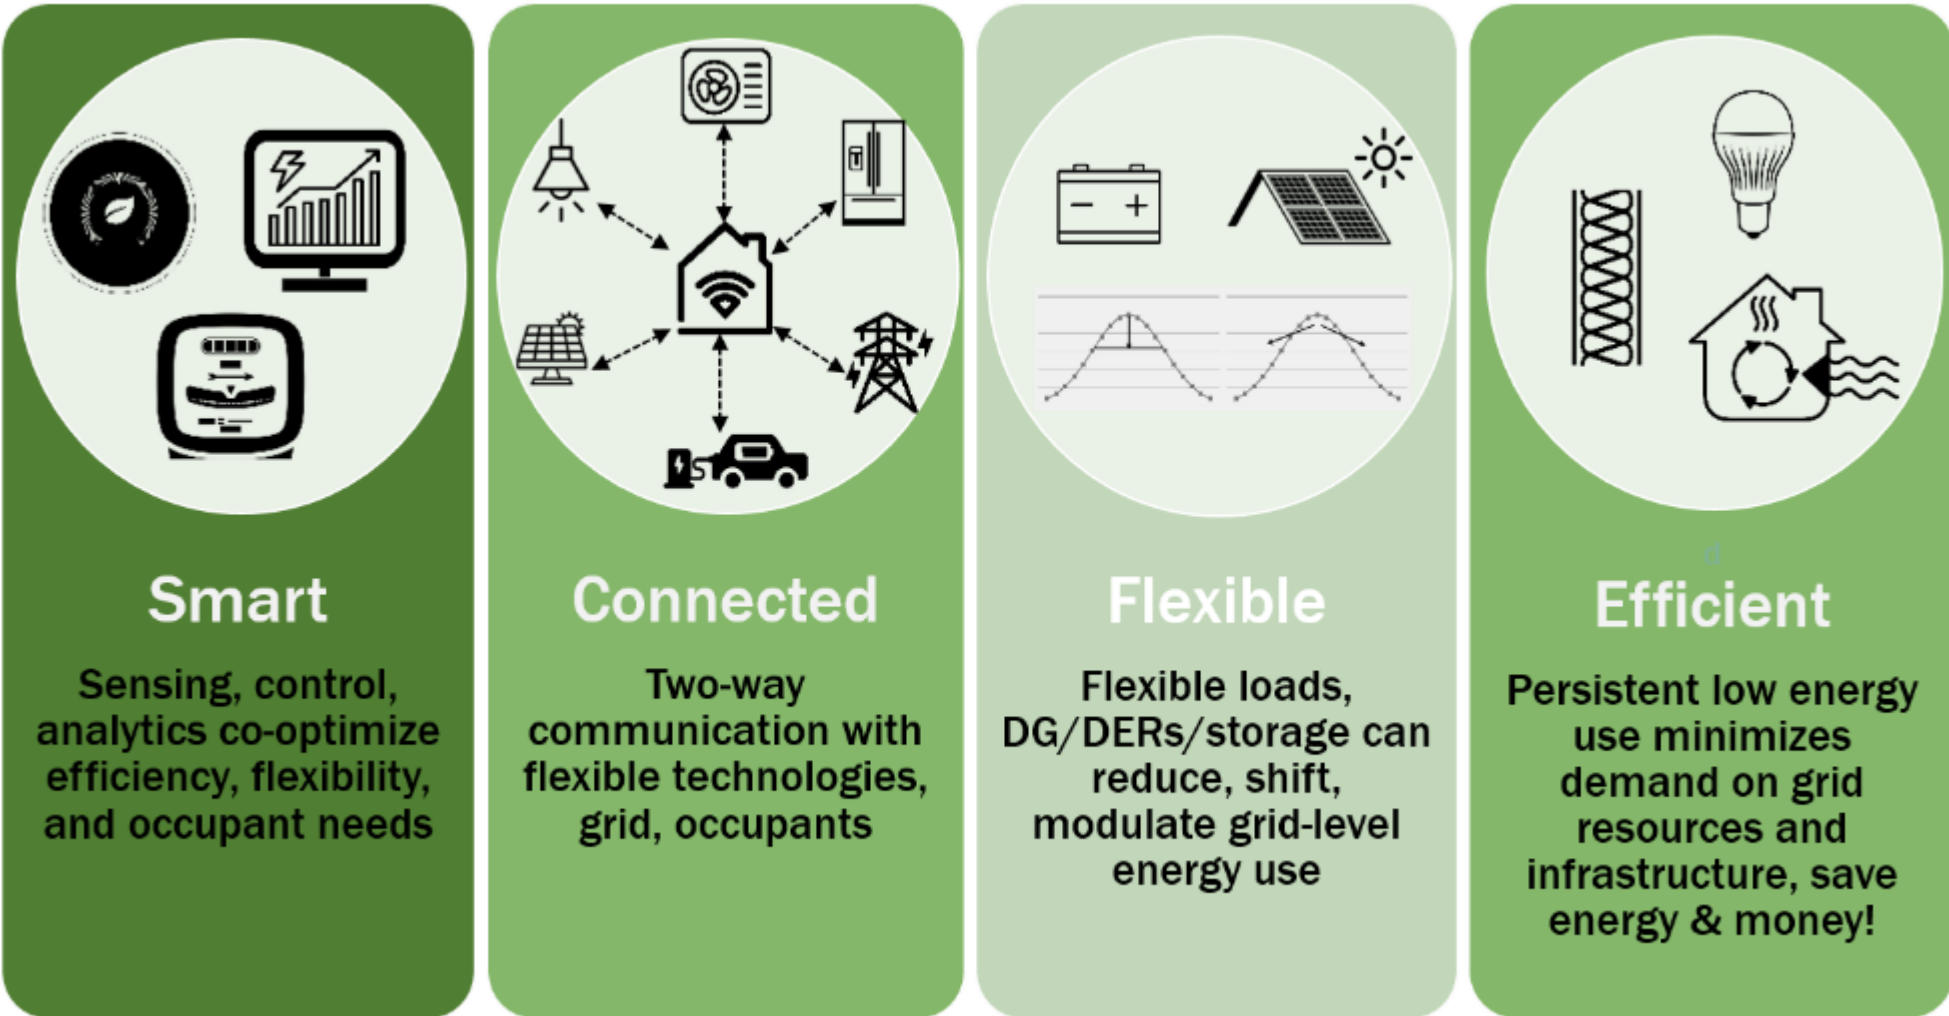 Smart
Sensing, control,
analytics co-optimize
efficiency, flexibility,
and occupant needs
Connected
Two-way
communication with
flexible technologies,
grid, occupants
Flexible
Flexible loads,
DG/DERs/storage can
reduce, shift,
modulate grid-level
energy use
d
Efficient
Persistent low energy
use minimizes
demand on grid
resources and
infrastructure, save
energy & money!